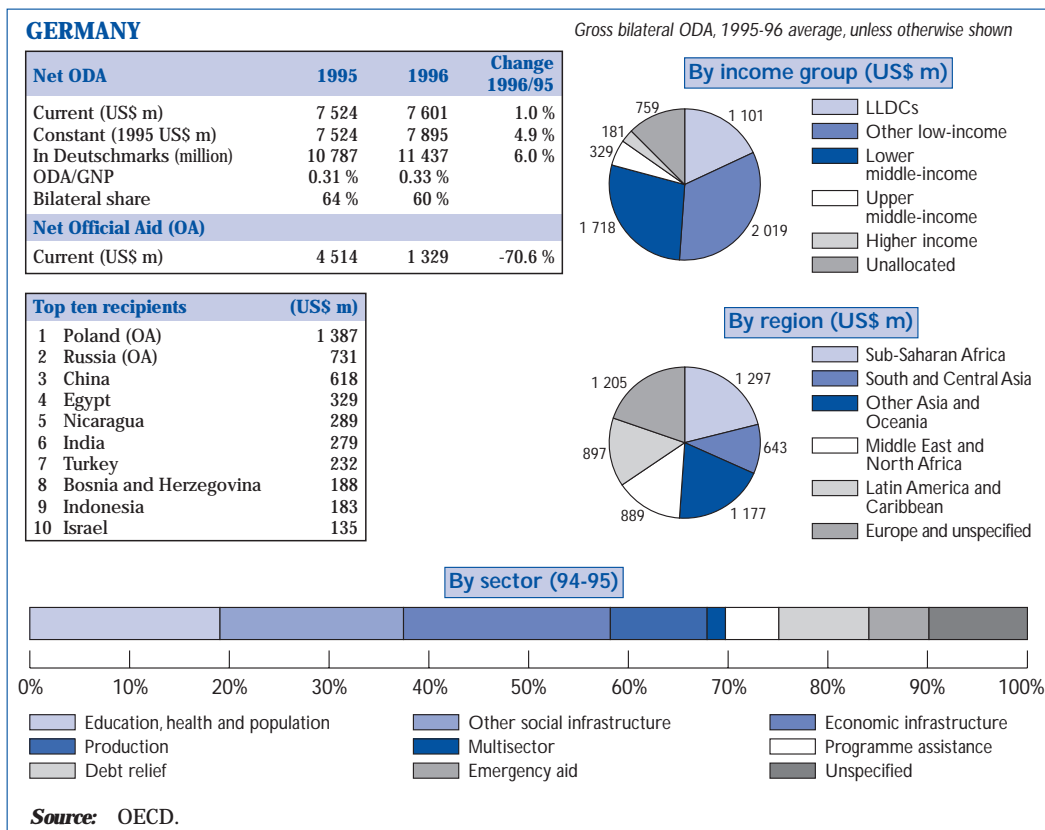 GERMANY
Gross bilateral ODA, 1995-96 average, unless otherwise shown
Net ODA 1995 1996 Change 1996/95
Current (US$ m) 7 524 7 601 1.0 %
Constant (1995 US$ m) 7 524 7 895 4.9 %
In Deutschmarks (million) 10 787 11 437 6.0 %
ODA/GNP 0.31 % 0.33 %
Bilateral share 64 % 60 %
Net Official Aid (OA)
Current (US$ m) 4 514 1 329 -70.6 %
By income group (US$ m)
759
1 101
181
329
1 718
2 019
LLDCs
Other low-income
Lower
middle-income
Upper
middle-income
Higher income
Unallocated
Top ten recipients (US$ m)
1 Poland (OA) 1 387
2 Russia (OA) 731
3 China 618
4 Egypt 329
5 Nicaragua 289
6 India 279
7 Turkey 232
8 Bosnia and Herzegovina 188
9 Indonesia 183
10 Israel 135
By region (US$ m)
1 205
1 297
897
643
889
1 177
Sub-Saharan Africa
South and Central Asia
Other Asia and
Oceania
Middle East and
North Africa
Latin America and
Caribbean
Europe and unspecified
By sector (94-95)
0% 10% 20% 30% 40% 50% 60% 70% 80% 90% 100%
Education, health and population Other social infrastructure Economic infrastructure
Production Multisector Programme assistance
Debt relief Emergency aid Unspecified
Source: OECD.